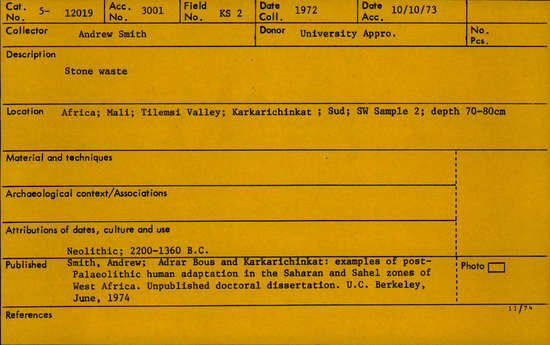 Cat. No. 5- 12019 Acc. No. 3001 Field No. KS 2 Date Coll. 1972 Date Acc. 10/10/73
Collector Andrew Smith Donor University Appro. No. Pcs.
Description
Stone waste
Location Africa; Mali; Tilemsi Valley; Karkarichinkat ; Sud; SW Sample 2; depth 70-80cm
Material and techniques
Archaeological context/Associations
Attributions of dates, culture and use
Neolithic; 2200-1360 B.C.
Published Smith, Andrew; Adrar Bous and Karkarichinkat: examples of post-
Palaeolithic human adaptation in the Saharan and Sahel zones of
West Africa. Unpublished doctoral dissertation. U.C. Berkeley,
June, 1974
Photo
References
11/74